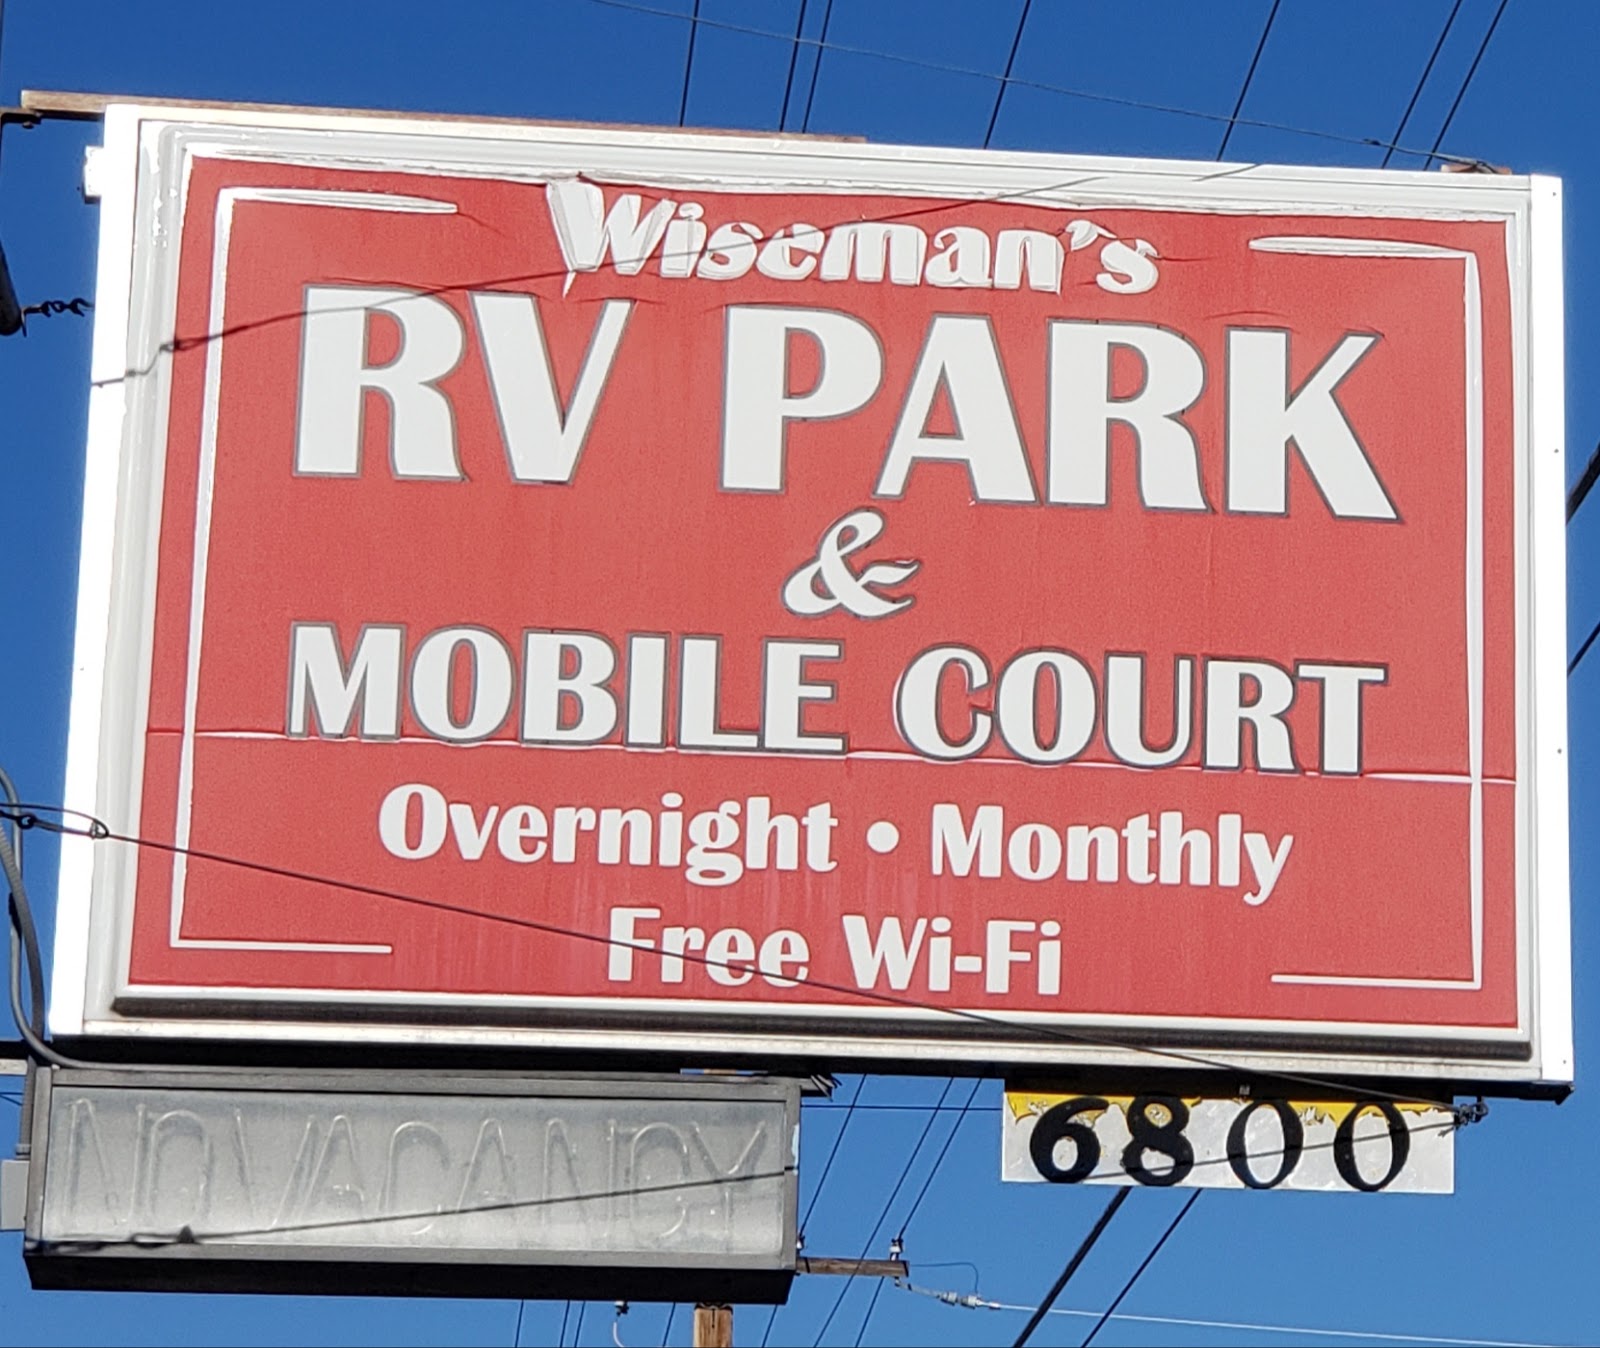 Wiseman's
RV PARK
&
MOBILE COURT
Overnight • Monthly
Free Wi-Fi
NO VACANCY
6800